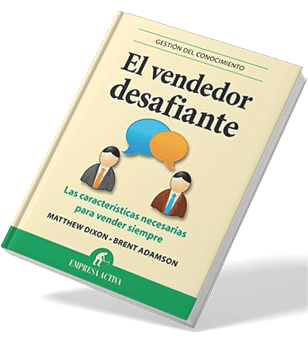 GESTIÓN DEL CONOCIMIENTO
El vendedor
desafiante
Las características necesarias
para vender siempre
MATTHEW DIXON • BRENT ADAMSON
EMPRESA ACTIVA